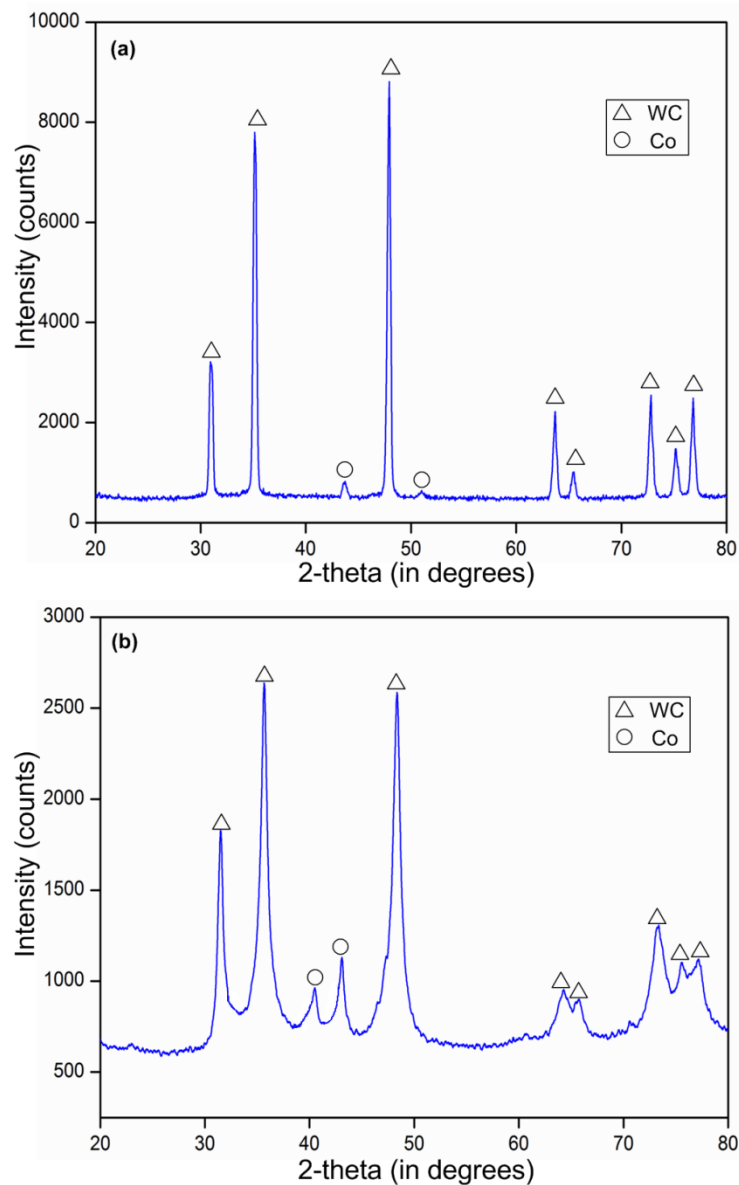 10000
(a)
8000
△ WC
○ Co
6000
4000
2000
0
20 30 40 50 60 70 80
Intensity (counts)
2-theta (in degrees)
3000
(b)
2500
△ WC
○ Co
2000
1500
1000
500
20 30 40 50 60 70 80
Intensity (counts)
2-theta (in degrees)